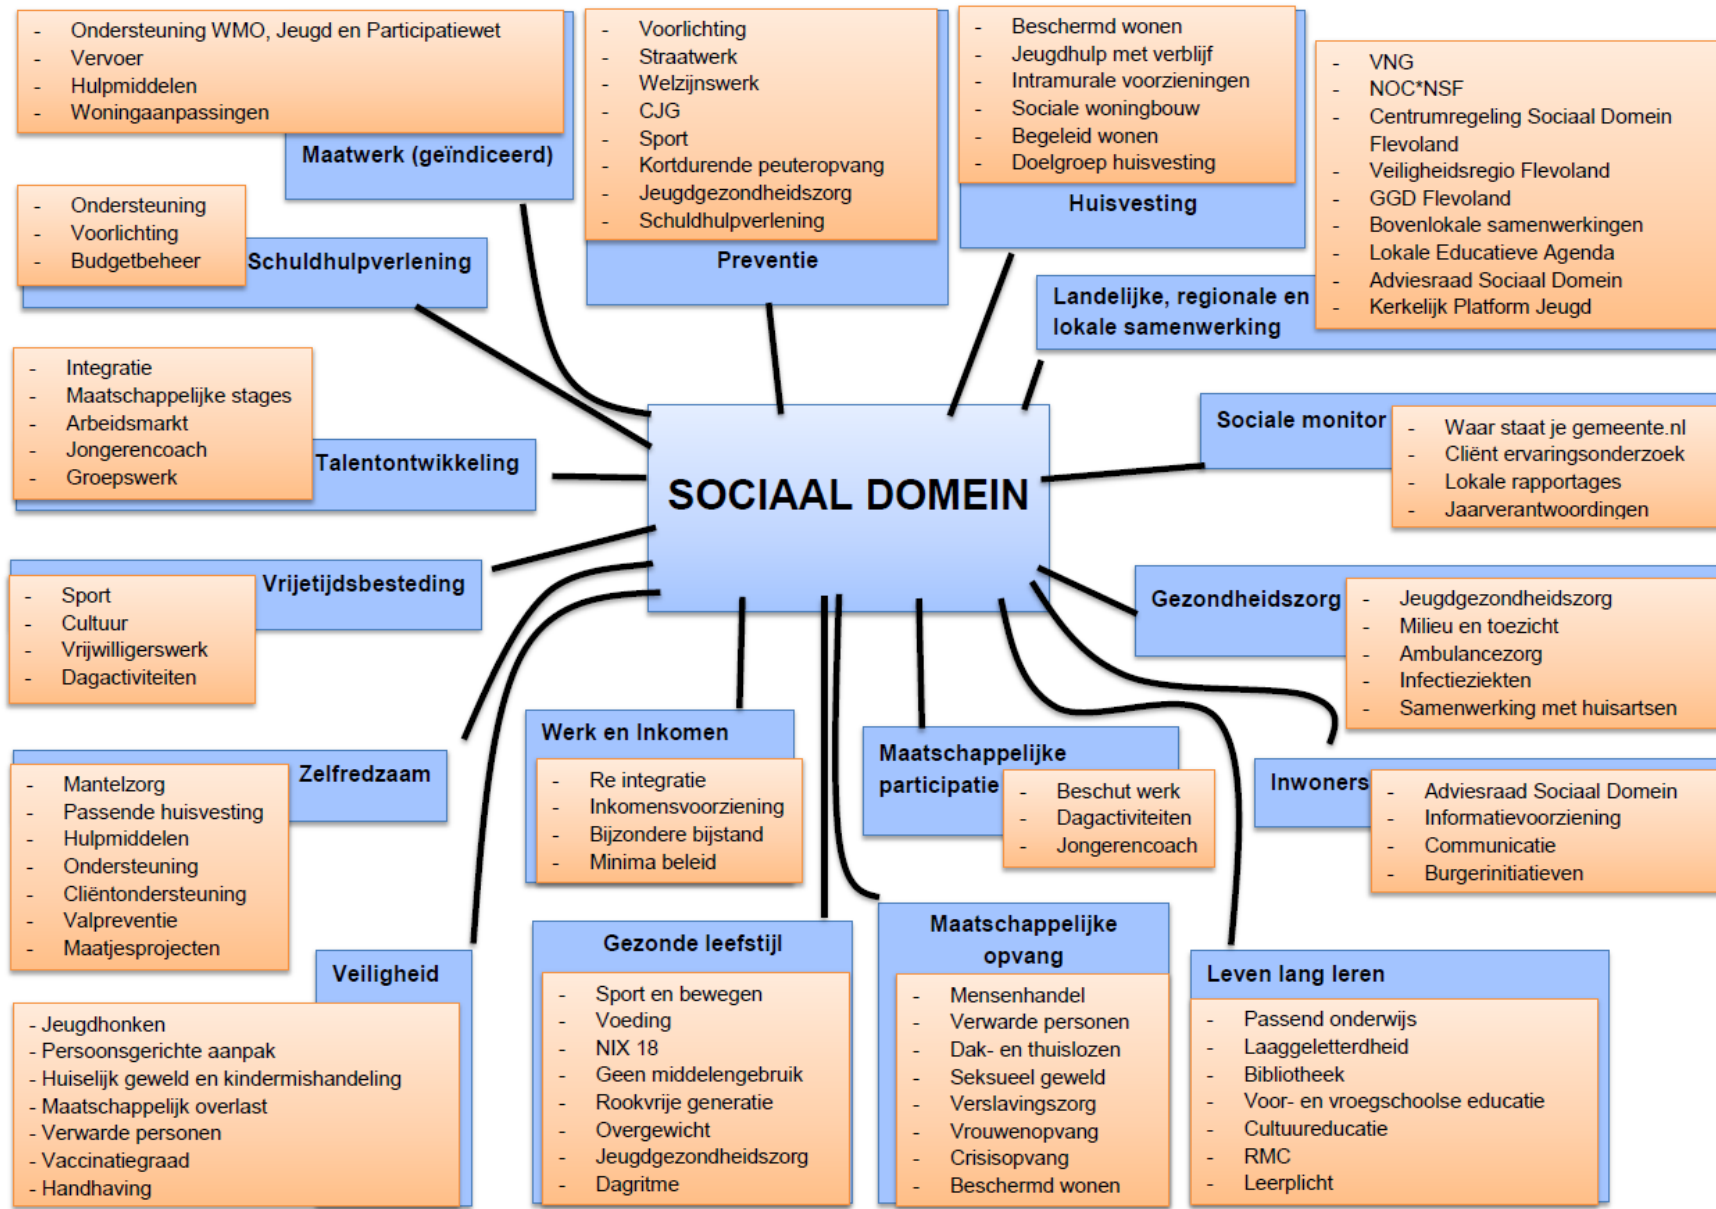 - Ondersteuning WMO, Jeugd en Participatiewet
- Vervoer
- Hulpmiddelen
- Woningaanpassingen
Maatwerk (geïndiceerd)
- Voorlichting
- Straatwerk
- Welzijnswerk
- CJG
- Sport
- Kortdurende peuteropvang
- Jeugdgezondheidszorg
- Schuldhulpverlening
Preventie
- Beschermd wonen
- Jeugdhulp met verblijf
- Intramurale voorzieningen
- Sociale woningbouw
- Begeleid wonen
- Doelgroep huisvesting
Huisvesting
- VNG
- NOC*NSF
- Centrumregeling Sociaal Domein
Flevoland
- Veiligheidsregio Flevoland
- GGD Flevoland
- Bovenlokale samenwerkingen
- Lokale Educatieve Agenda
- Adviesraad Sociaal Domein
- Kerkelijk Platform Jeugd
Landelijke, regionale en
lokale samenwerking
- Ondersteuning
- Voorlichting
- Budgetbeheer
Schuldhulpverlening
- Integratie
- Maatschappelijke stages
- Arbeidsmarkt
- Jongerencoach
- Groepswerk
Talentontwikkeling
SOCIAAL DOMEIN
Sociale monitor
- Waar staat je gemeente.nl
- Cliënt ervaringsonderzoek
- Lokale rapportages
- Jaarverantwoordingen
Vrijetijdsbesteding
- Sport
- Cultuur
- Vrijwilligerswerk
- Dagactiviteiten
Gezondheidszorg
- Jeugdgezondheidszorg
- Milieu en toezicht
- Ambulancezorg
- Infectieziekten
- Samenwerking met huisartsen
Zelfredzaam
- Mantelzorg
- Passende huisvesting
- Hulpmiddelen
- Ondersteuning
- Cliëntondersteuning
- Valpreventie
- Maatjesprojecten
Werk en Inkomen
- Re integratie
- Inkomensvoorziening
- Bijzondere bijstand
- Minima beleid
Maatschappelijke
participatie
- Beschut werk
- Dagactiviteiten
- Jongerencoach
Inwoners
- Adviesraad Sociaal Domein
- Informatievoorziening
- Communicatie
- Burgerinitiatieven
Veiligheid
- Jeugdhonken
- Persoonsgerichte aanpak
- Huiselijk geweld en kindermishandeling
- Maatschappelijk overlast
- Verwarde personen
- Vaccinatiegraad
- Handhaving
Gezonde leefstijl
- Sport en bewegen
- Voeding
- NIX 18
- Geen middelengebruik
- Rookvrije generatie
- Overgewicht
- Jeugdgezondheidszorg
- Dagritme
Maatschappelijke
opvang
- Mensenhandel
- Verwarde personen
- Dak- en thuislozen
- Seksueel geweld
- Verslavingszorg
- Vrouwenopvang
- Crisisopvang
- Beschermd wonen
Leven lang leren
- Passend onderwijs
- Laaggeletterdheid
- Bibliotheek
- Voor- en vroegschoolse educatie
- Cultuureducatie
- RMC
- Leerplicht